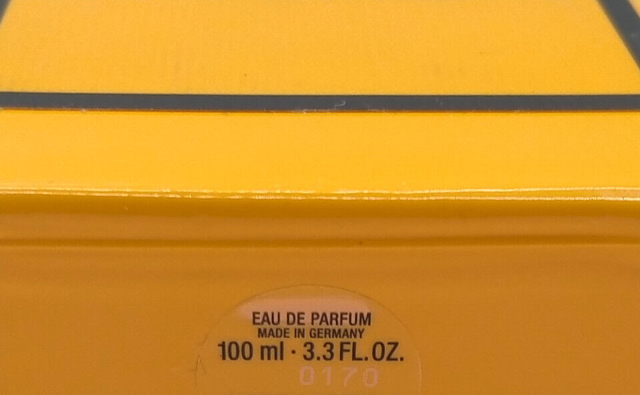 EAU DE PARFUM
MADE IN GERMANY
100 ml · 3.3 FL. OZ.
0170